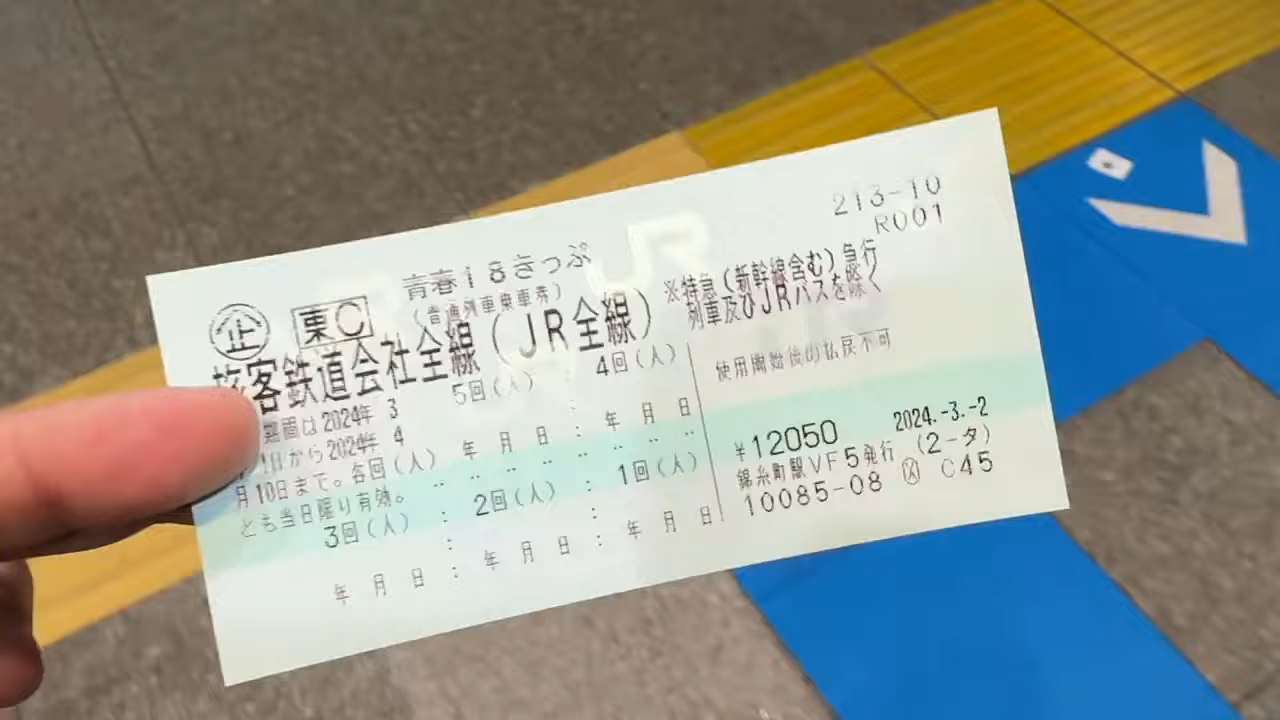 213-10
R001
青春18きっぷ
(普通列車乗車券)
企 東C
旅客鉄道会社全線(JR全線)
※特急(新幹線含む)急行
列車及びJRバスを除く
期間は2024年 3
1日から2024年 4
月10日まで。各回(人)
とも当日限り有効。
5回(人)
4回(人)
年 月 日 : 年 月 日
3回(人) : 2回(人) : 1回(人)
年 月 日 : 年 月 日 : 年 月 日
使用開始後の払戻不可
¥12050
2024.-3.-2
錦糸町駅VF5発行 (2-タ)
10085-08 C45
JR